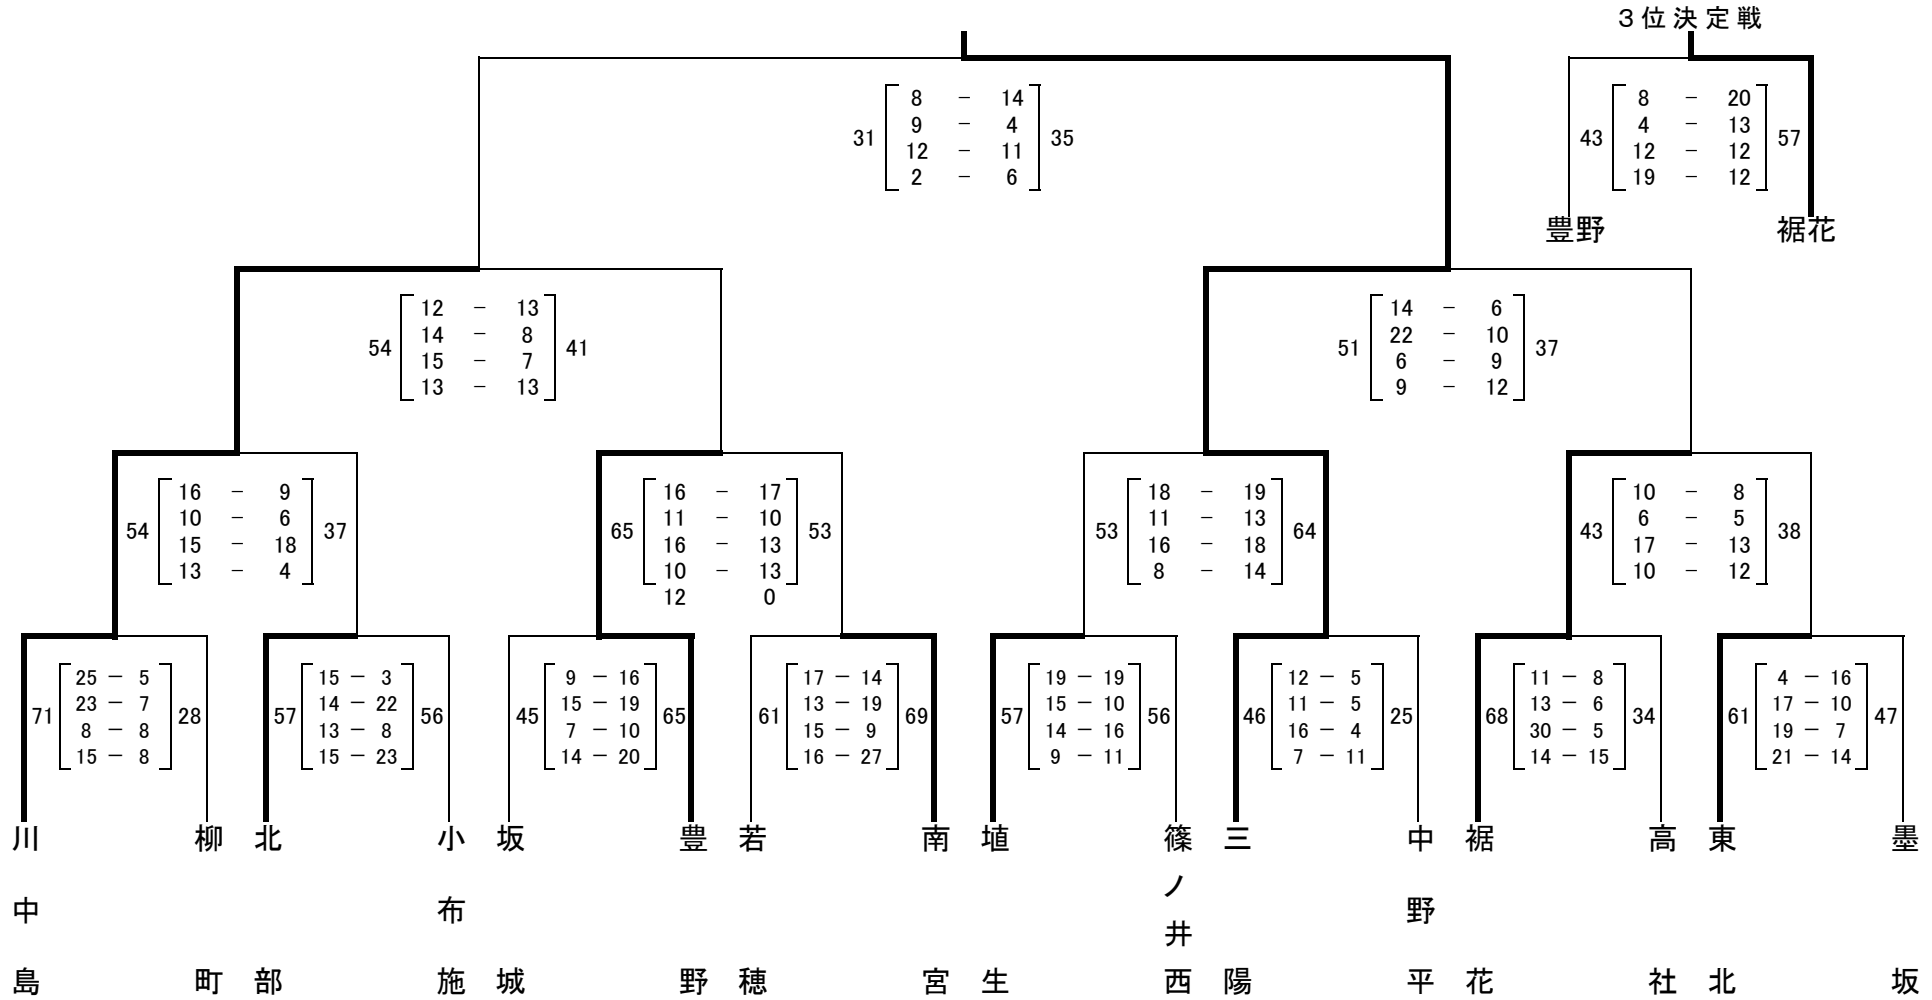 3位決定戦
31
8 - 14
9 - 4
12 - 11
2 - 6
35
43
8 - 20
4 - 13
12 - 12
19 - 12
57
豊野
裾花
54
12 - 13
14 - 8
15 - 7
13 - 13
41
51
14 - 6
22 - 10
6 - 9
9 - 12
37
54
16 - 9
10 - 6
15 - 18
13 - 4
37
65
16 - 17
11 - 10
16 - 13
10 - 13
12 0
53
53
18 - 19
11 - 13
16 - 18
8 - 14
64
43
10 - 8
6 - 5
17 - 13
10 - 12
38
71
25 - 5
23 - 7
8 - 8
15 - 8
28
57
15 - 3
14 - 22
13 - 8
15 - 23
56
45
9 - 16
15 - 19
7 - 10
14 - 20
65
61
17 - 14
13 - 19
15 - 9
16 - 27
69
57
19 - 19
15 - 10
14 - 16
9 - 11
56
46
12 - 5
11 - 5
16 - 4
7 - 11
25
68
11 - 8
13 - 6
30 - 5
14 - 15
34
61
4 - 16
17 - 10
19 - 7
21 - 14
47
川中島
柳町
北部
小布施
坂城
豊野
若穂
南宮
埴生
篠ノ井西
三陽
中野平
裾花
高社
東北
墨坂